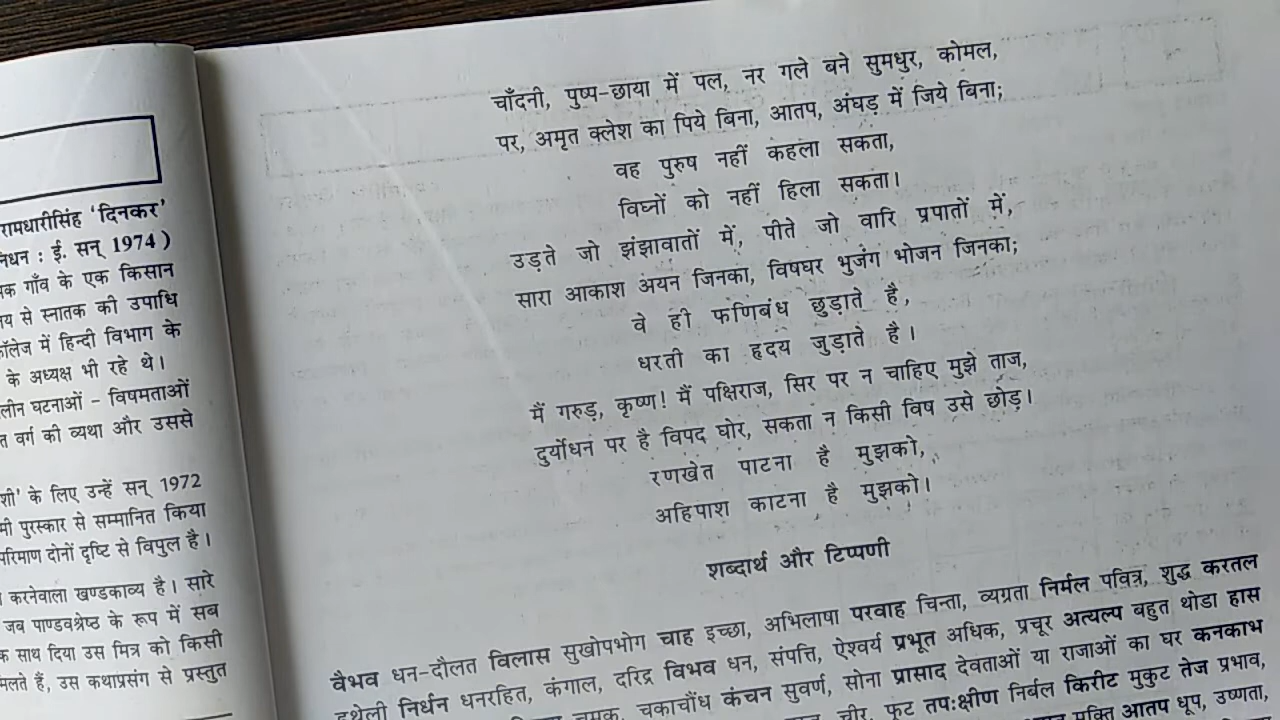 रामधारीसिंह 'दिनकर'
निधन : ई. सन् 1974 )
मक गाँव के एक किसान
य से स्नातक की उपाधि
कॉलेज में हिन्दी विभाग के
के अध्यक्ष भी रहे थे।
लीन घटनाओं - विषमताओं
त वर्ग की व्यथा और उससे
शी' के लिए उन्हें सन् 1972
मी पुरस्कार से सम्मानित किया
परिमाण दोनों दृष्टि से विपुल है।
करनेवाला खण्डकाव्य है। सारे
जब पाण्डवश्रेष्ठ के रूप में सब
क साथ दिया उस मित्र को किसी
मिलते हैं, उस कथाप्रसंग से प्रस्तुत
चाँदनी, पुष्प-छाया में पल, नर गले बने सुमधुर, कोमल,
पर, अमृत क्लेश का पिये बिना, आतप, अंघड़ में जिये बिना;
वह पुरुष नहीं कहला सकता,
विघ्नों को नहीं हिला सकता।
उड़ते जो झंझावातों में, पीते जो वारि प्रपातों में,
सारा आकाश अयन जिनका, विषघर भुजंग भोजन जिनका;
वे ही फणिबंध छुड़ाते है,
धरती का हृदय जुड़ाते है।
मैं गरुड़, कृष्ण! मैं पक्षिराज, सिर पर न चाहिए मुझे ताज,
दुर्योधन पर है विपद घोर, सकता न किसी विष उसे छोड़।
रणखेत पाटना है मुझको,
अहिपाश काटना है मुझको।
शब्दार्थ और टिप्पणी
वैभव धन-दौलत विलास सुखोपभोग चाह इच्छा, अभिलाषा परवाह चिन्ता, व्यग्रता निर्मल पवित्र, शुद्ध करतल
हथेली निर्धन धनरहित, कंगाल, दरिद्र विभव धन, संपत्ति, ऐश्वर्य प्रभूत अधिक, प्रचूर अत्यल्प बहुत थोडा हास
चमक, चकाचौंध कंचन सुवर्ण, सोना प्रासाद देवताओं या राजाओं का घर कनकाभ
चीर, फूट तपःक्षीण निर्बल किरीट मुकुट तेज प्रभाव,
आतप धूप, उष्णता,